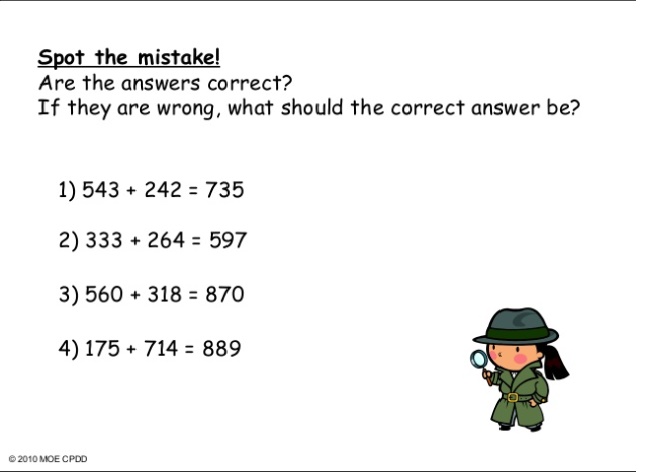 Spot the mistake!
Are the answers correct?
If they are wrong, what should the correct answer be?
1) 543 + 242 = 735
2) 333 + 264 = 597
3) 560 + 318 = 870
4) 175 + 714 = 889
© 2010 MOE CPDD